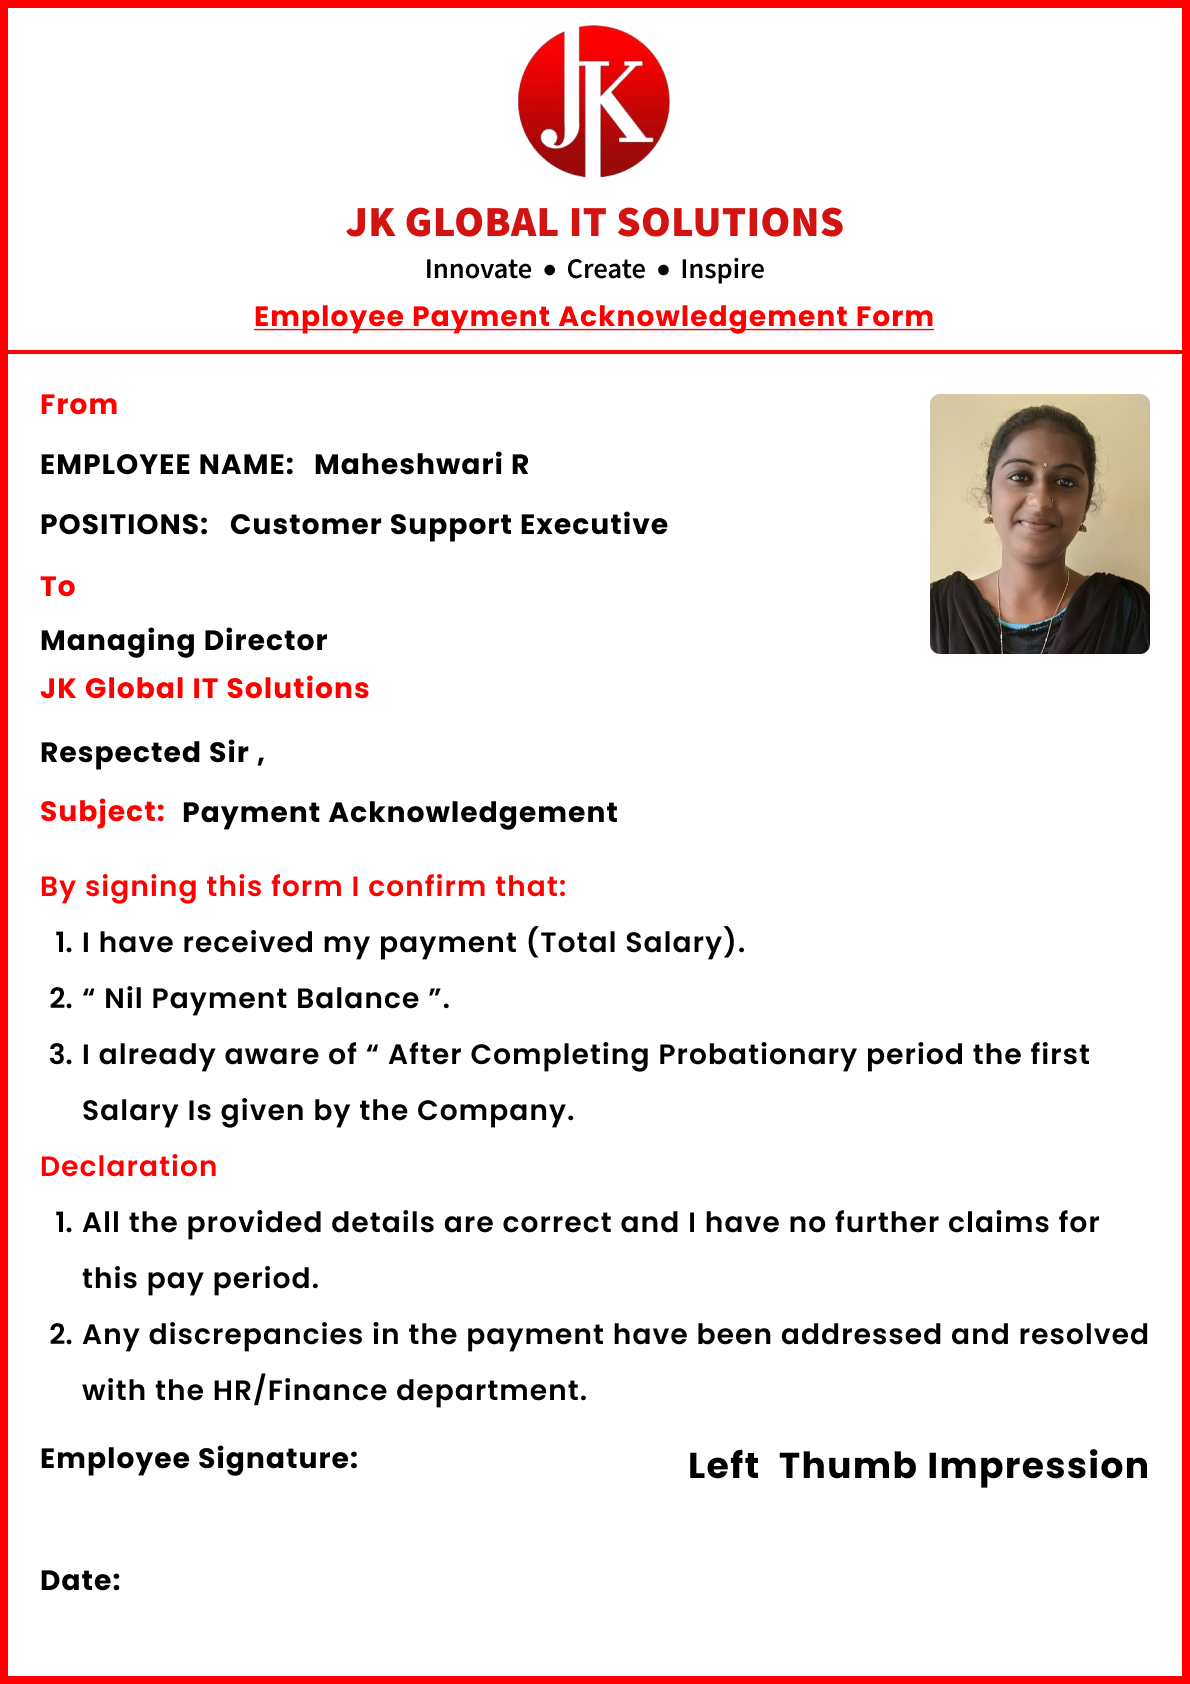 JK
JK GLOBAL IT SOLUTIONS
Innovate ● Create ● Inspire
Employee Payment Acknowledgement Form
From
EMPLOYEE NAME: Maheshwari R
POSITIONS: Customer Support Executive
To
Managing Director
JK Global IT Solutions
Respected Sir ,
Subject: Payment Acknowledgement
By signing this form I confirm that:
1. I have received my payment (Total Salary).
2. “ Nil Payment Balance ”.
3. I already aware of “ After Completing Probationary period the first
Salary Is given by the Company.
Declaration
1. All the provided details are correct and I have no further claims for
this pay period.
2. Any discrepancies in the payment have been addressed and resolved
with the HR/Finance department.
Employee Signature:
Left Thumb Impression
Date: